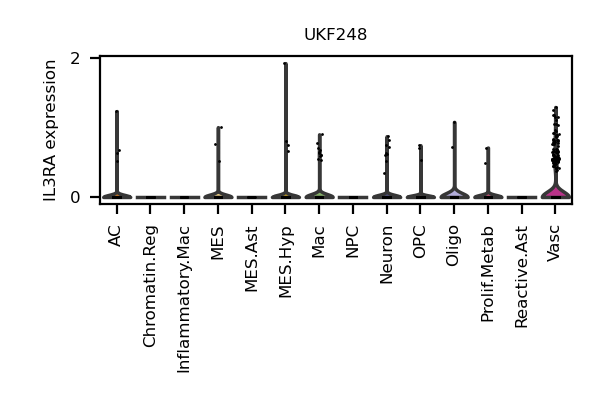 UKF248
IL3RA expression
2
0
AC
Chromatin.Reg
Inflammatory.Mac
MES
MES.Ast
MES.Hyp
Mac
NPC
Neuron
OPC
Oligo
Prolif.Metab
Reactive.Ast
Vasc